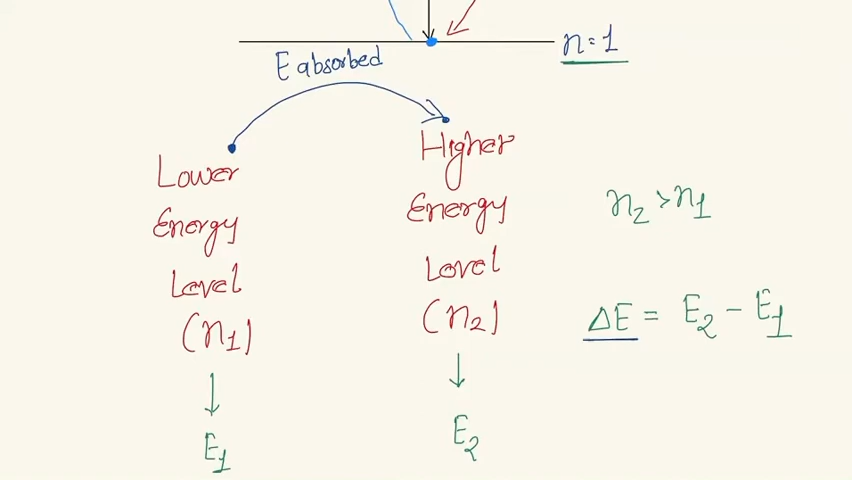 n = 1
E absorbed
Lower
Energy
Level
(n1)
E1
Higher
Energy
Level
(n2)
E2
n2 > n1
ΔE = E2 - E1